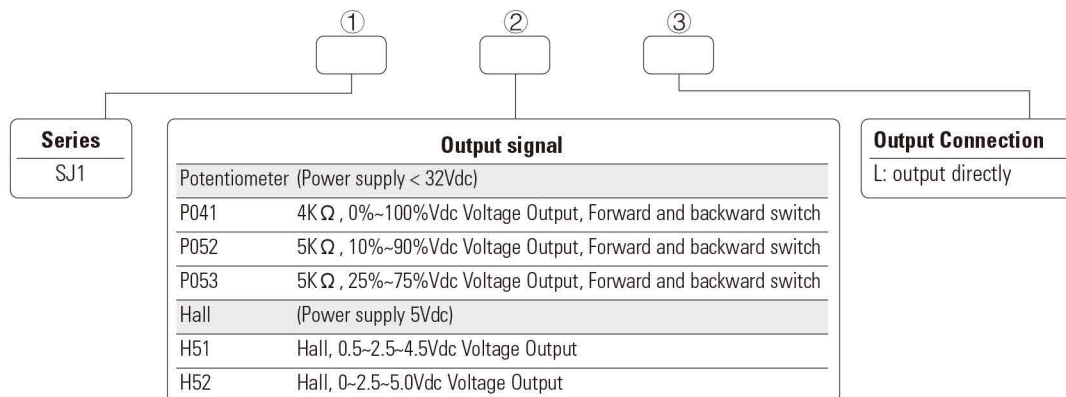 ① ② ③
Series
SJ1
Output signal
Potentiometer (Power supply < 32Vdc)
P041 4KΩ , 0%~100%Vdc Voltage Output, Forward and backward switch
P052 5KΩ , 10%~90%Vdc Voltage Output, Forward and backward switch
P053 5KΩ , 25%~75%Vdc Voltage Output, Forward and backward switch
Hall (Power supply 5Vdc)
H51 Hall, 0.5~2.5~4.5Vdc Voltage Output
H52 Hall, 0~2.5~5.0Vdc Voltage Output
Output Connection
L: output directly